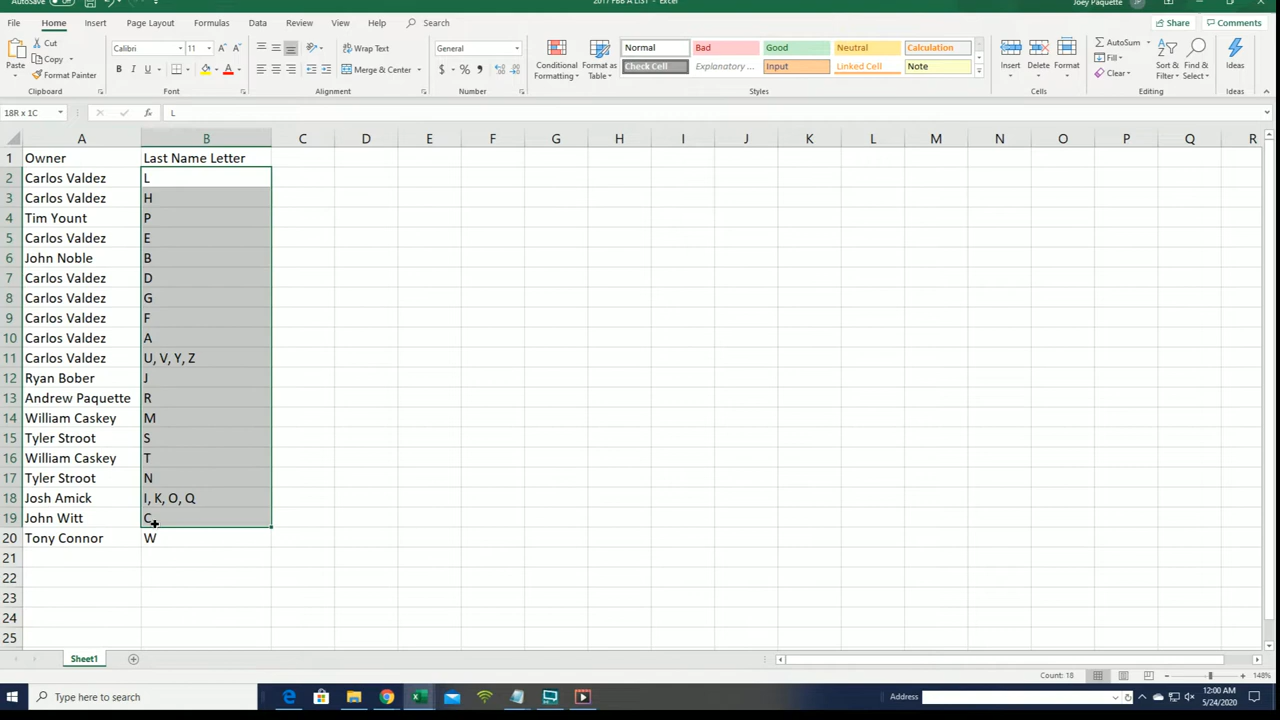 AutoSave Off 2017 FBB A LIST - Excel Joey Paquette JP
File Home Insert Page Layout Formulas Data Review View Help Search Share Comments
Cut Calibri 11 Wrap Text General Normal Bad Good Neutral Calculation AutoSum
Copy Fill
Paste Format Painter Merge & Center Conditional Formatting Format as Table Check Cell Explanatory ... Input Linked Cell Note Insert Delete Format Clear Sort & Filter Find & Select Ideas
Clipboard Font Alignment Number Styles Cells Editing Ideas
18R x 1C fx L
A B C D E F G H I J K L M N O P Q R
1 Owner Last Name Letter
2 Carlos Valdez L
3 Carlos Valdez H
4 Tim Yount P
5 Carlos Valdez E
6 John Noble B
7 Carlos Valdez D
8 Carlos Valdez G
9 Carlos Valdez F
10 Carlos Valdez A
11 Carlos Valdez U, V, Y, Z
12 Ryan Bober J
13 Andrew Paquette R
14 William Caskey M
15 Tyler Stroot S
16 William Caskey T
17 Tyler Stroot N
18 Josh Amick I, K, O, Q
19 John Witt C
20 Tony Connor W
21
22
23
24
25
Sheet1
Count: 18 148%
Type here to search Address 12:00 AM
5/24/2020